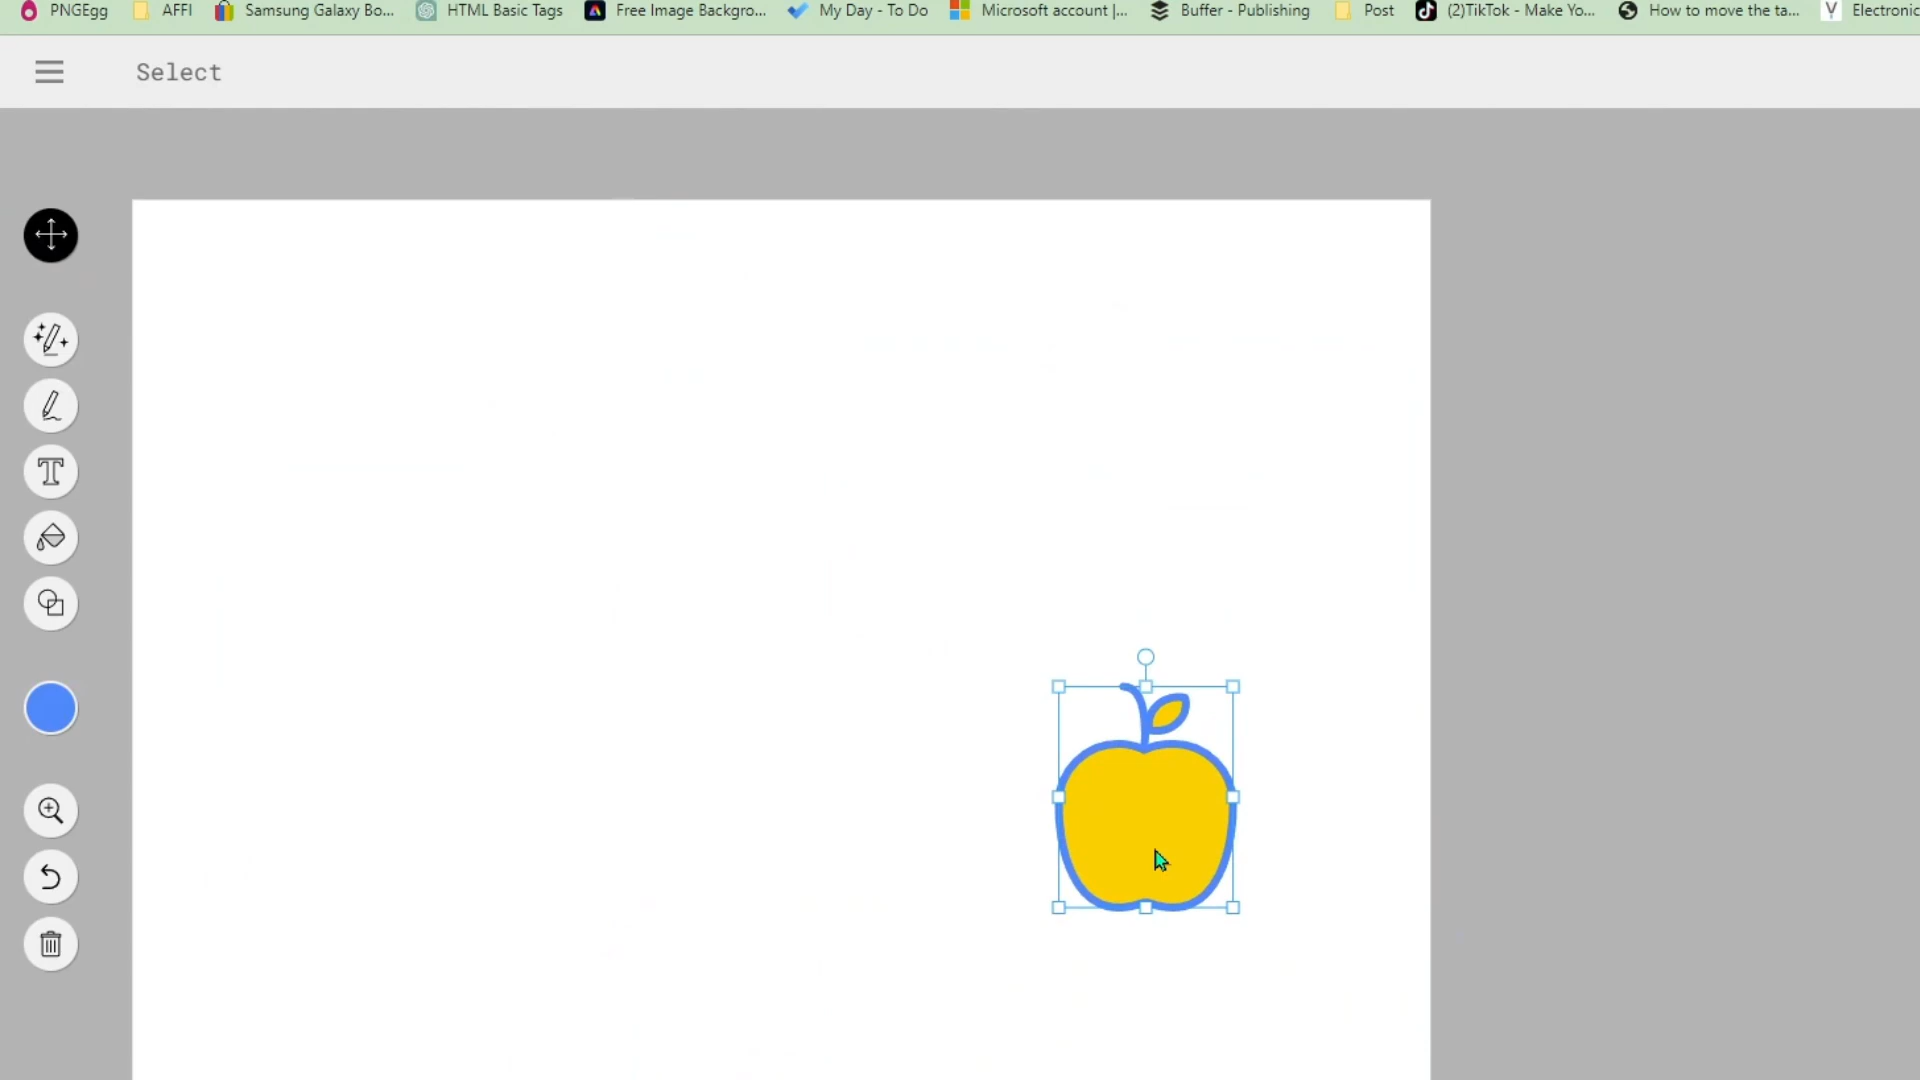 PNGEgg AFFI Samsung Galaxy Bo... HTML Basic Tags Free Image Backgro... My Day - To Do Microsoft account |... Buffer - Publishing Post (2)TikTok - Make Yo... How to move the ta... Electronic
Select